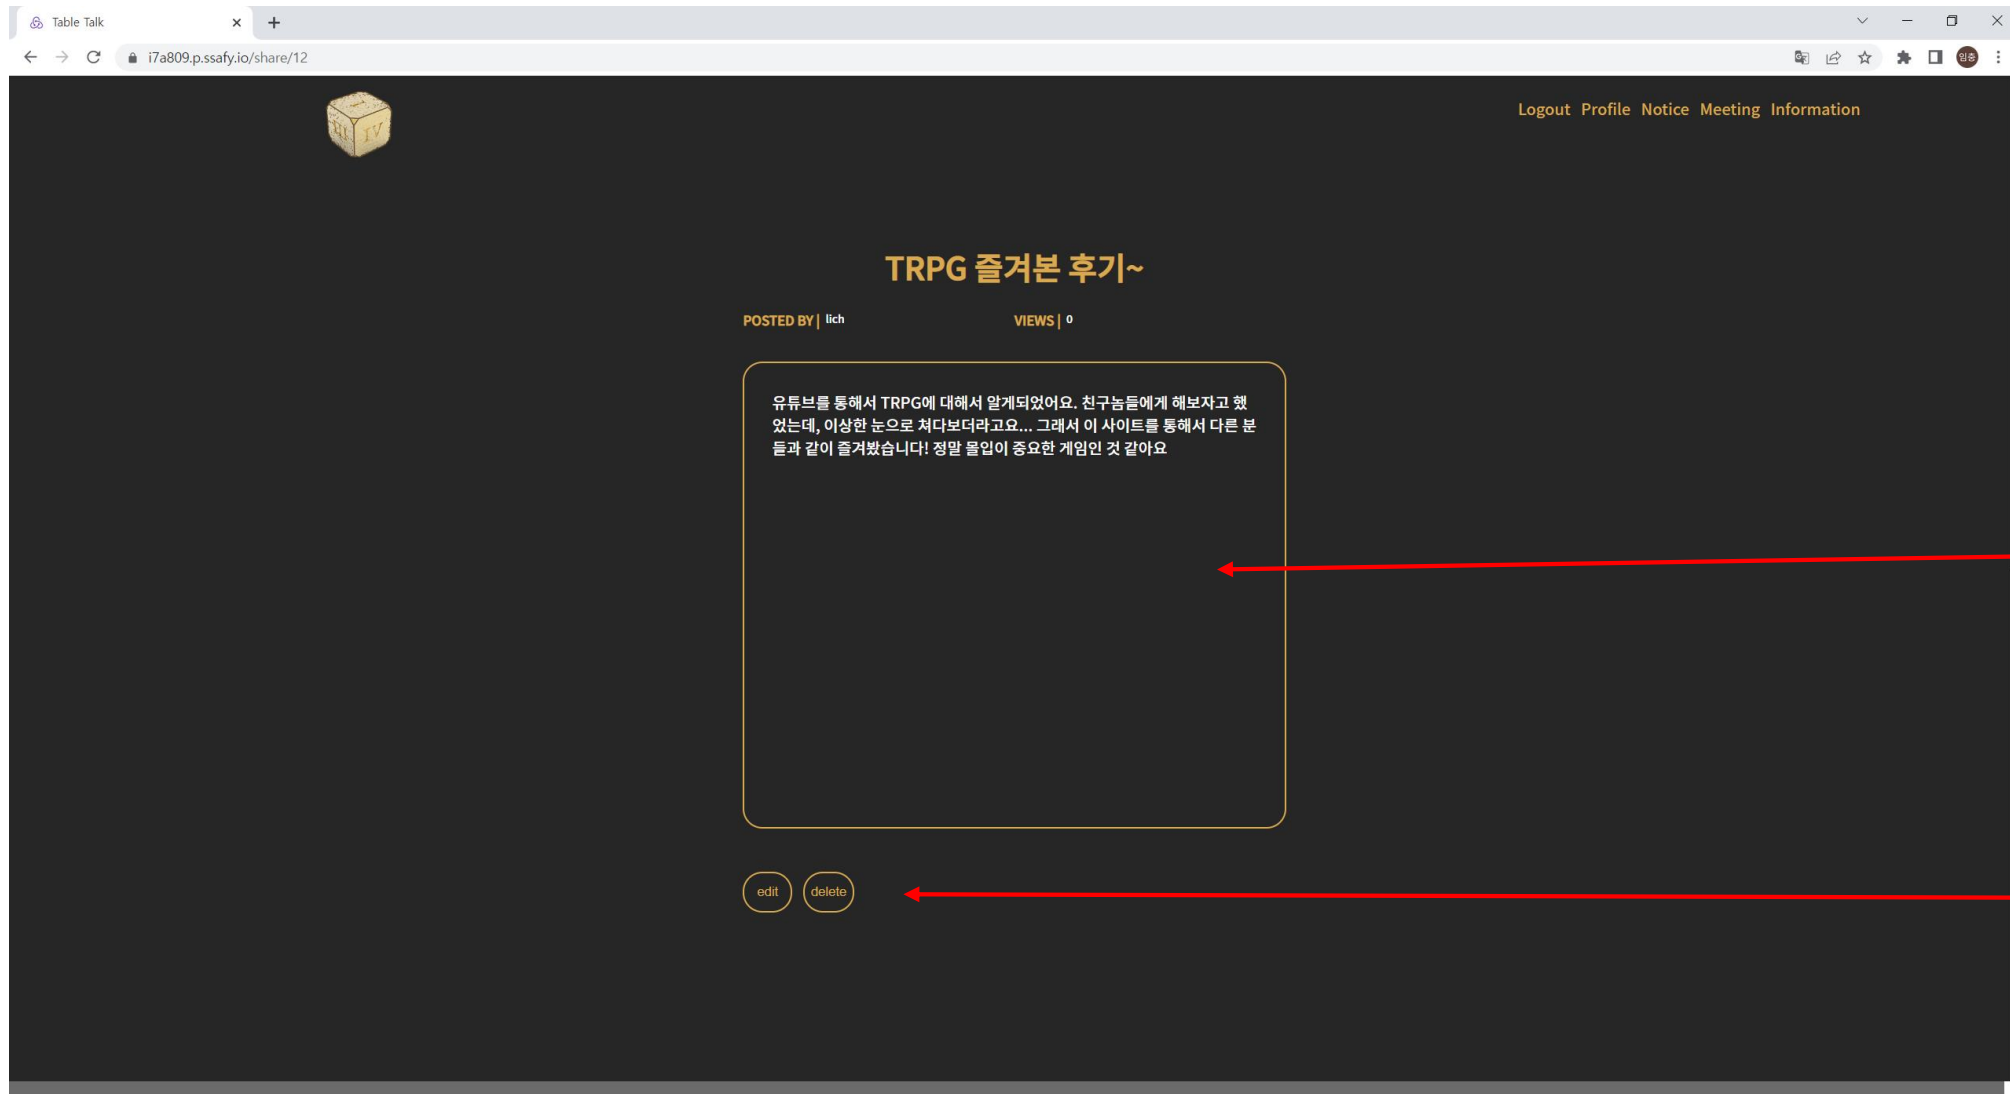 Table Talk
i7a809.p.ssafy.io/share/12
임충
I
III IV
Logout Profile Notice Meeting Information
TRPG 즐겨본 후기~
POSTED BY | lich VIEWS | 0
유튜브를 통해서 TRPG에 대해서 알게되었어요. 친구놈들에게 해보자고 했
었는데, 이상한 눈으로 쳐다보더라고요... 그래서 이 사이트를 통해서 다른 분
들과 같이 즐겨봤습니다! 정말 몰입이 중요한 게임인 것 같아요
edit delete